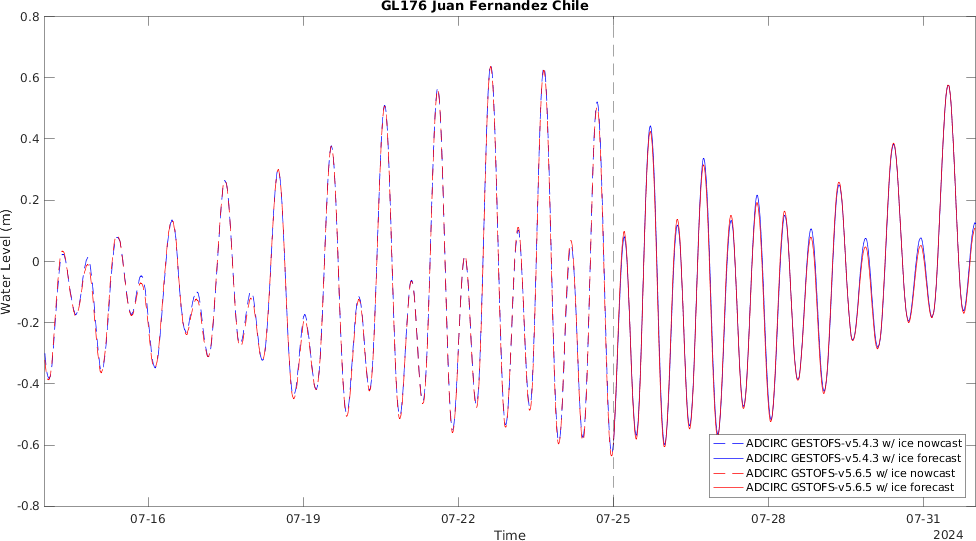 GL176 Juan Fernandez Chile
0.8
0.6
0.4
0.2
0
-0.2
-0.4
-0.6
-0.8
Water Level (m)
07-16
07-19
07-22
07-25
07-28
07-31
2024
Time
ADCIRC GESTOFS-v5.4.3 w/ ice nowcast
ADCIRC GESTOFS-v5.4.3 w/ ice forecast
ADCIRC GSTOFS-v5.6.5 w/ ice nowcast
ADCIRC GSTOFS-v5.6.5 w/ ice forecast